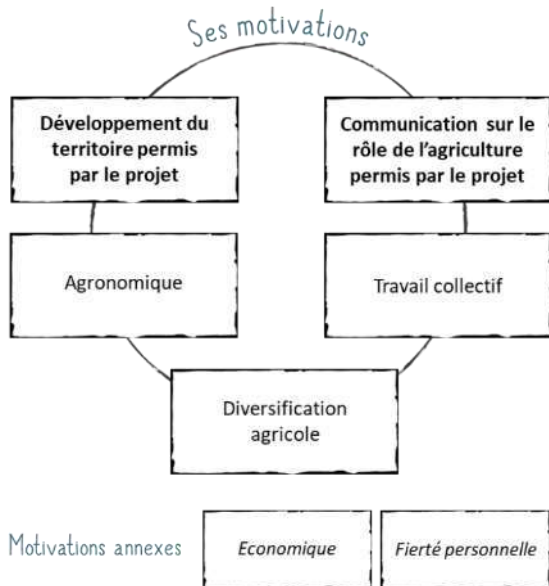 Ses motivations
Développement du
territoire permis
par le projet
Communication sur le
rôle de l'agriculture
permis par le projet
Agronomique
Travail collectif
Diversification
agricole
Motivations annexes
Economique
Fierté personnelle